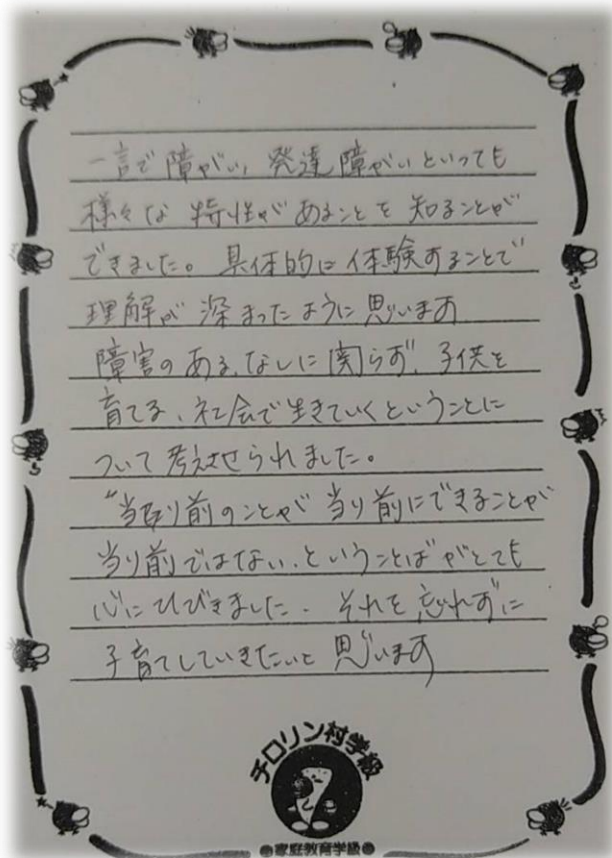 一言で障がい、発達障がいといっても
様々な特性があることを知ることが
できました。具体的に体験することで
理解が深まったように思います
障害のある、なしに関らず、子供を
育てる、社会で生きていくということに
ついて考えさせられました。
"当り前のことが当り前にできることが
当り前ではない、ということばがとても
心にひびきました。それを忘れずに
子育てしていきたいと思います
チロリン村学級
家庭教育学級